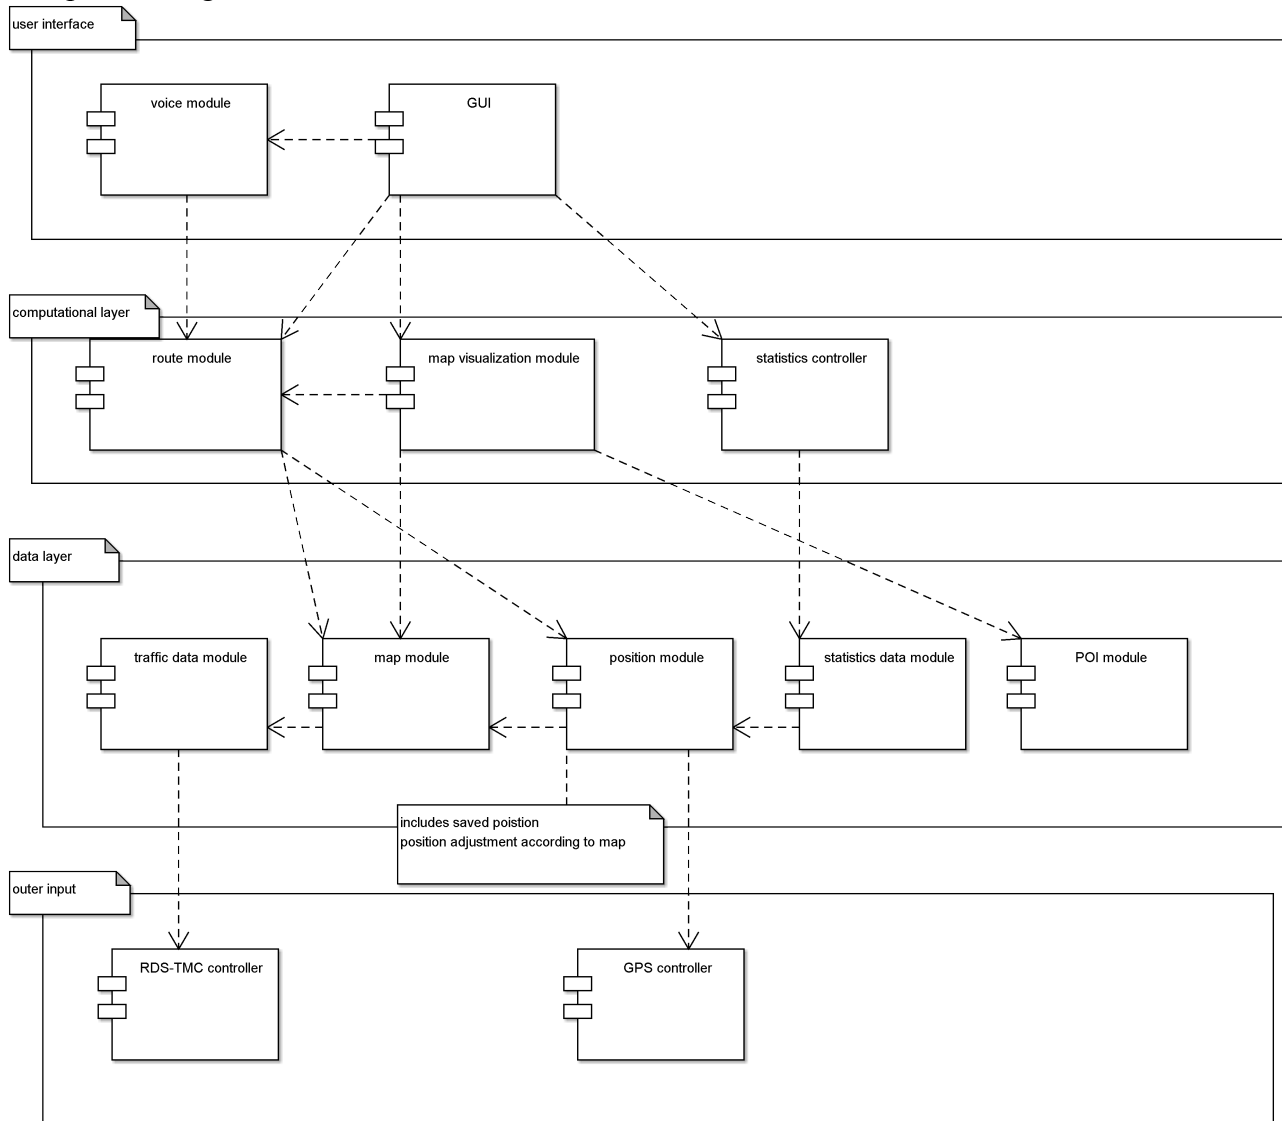 user interface
voice module
GUI
computational layer
route module
map visualization module
statistics controller
data layer
traffic data module
map module
position module
statistics data module
POI module
includes saved poistion
position adjustment according to map
outer input
RDS-TMC controller
GPS controller